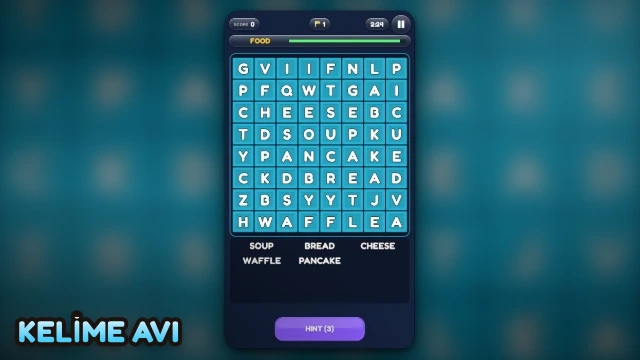 SCORE 0
1
2:24
FOOD
G V I I F N L P
P F Q W T G A I
C H E E S E B C
T D S O U P K U
Y P A N C A K E
C K D B R E A D
Z B S Y Y T J V
H W A F F L E A
SOUP BREAD CHEESE
WAFFLE PANCAKE
HINT (3)
KELİME AVI